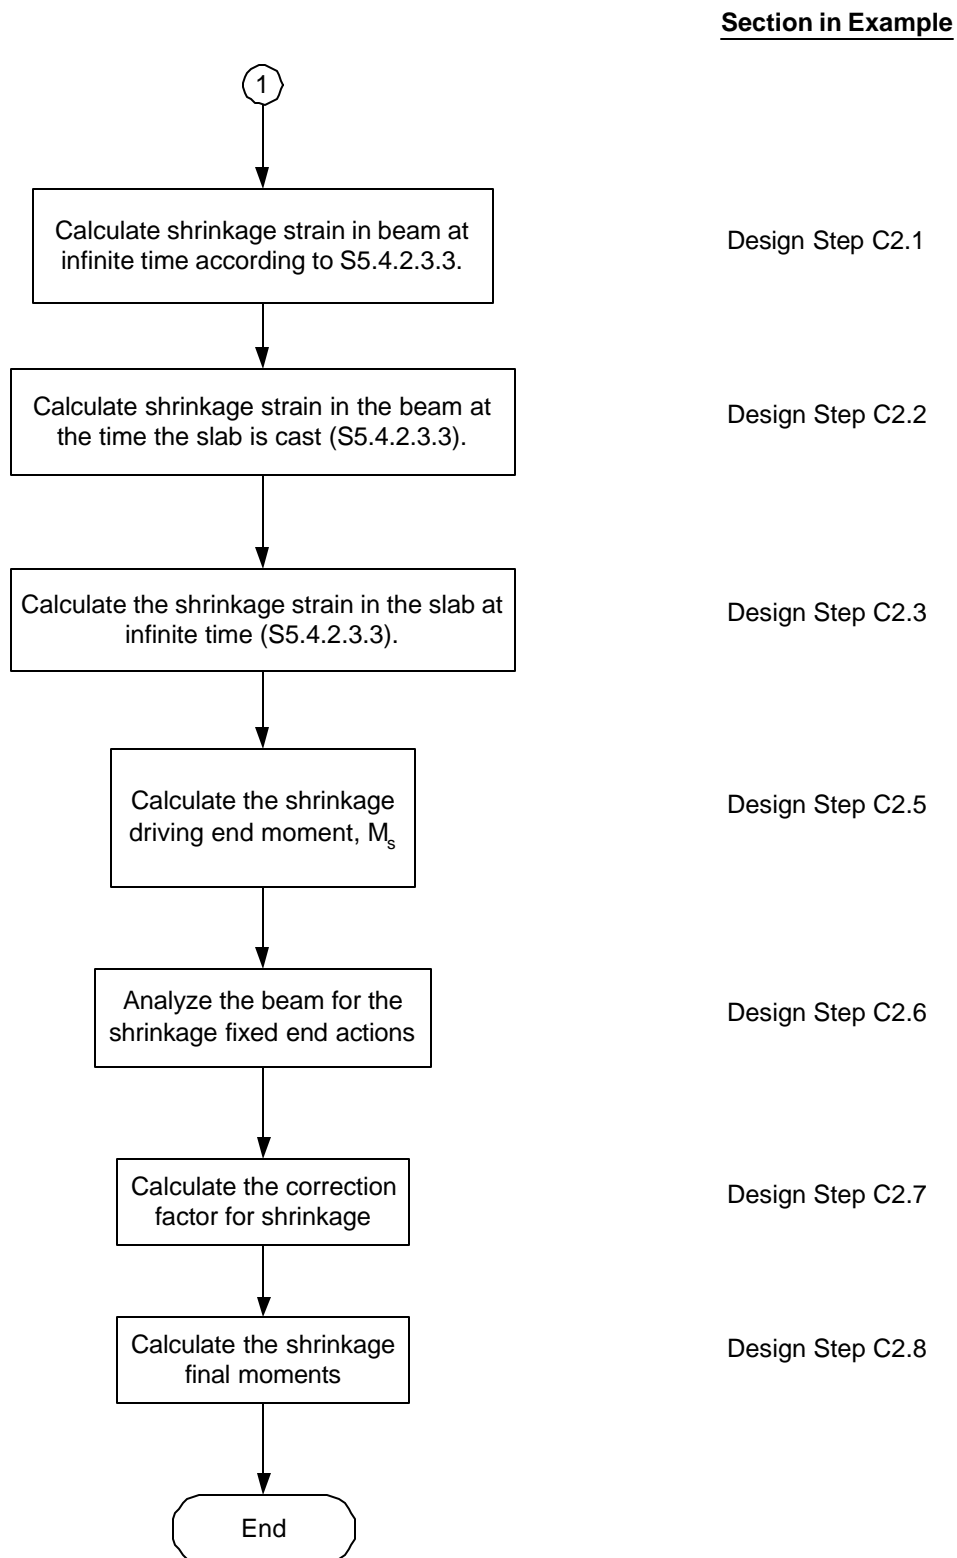 Section in Example
1
Calculate shrinkage strain in beam at
infinite time according to S5.4.2.3.3.
Design Step C2.1
Calculate shrinkage strain in the beam at
the time the slab is cast (S5.4.2.3.3).
Design Step C2.2
Calculate the shrinkage strain in the slab at
infinite time (S5.4.2.3.3).
Design Step C2.3
Calculate the shrinkage
driving end moment, Ms
Design Step C2.5
Analyze the beam for the
shrinkage fixed end actions
Design Step C2.6
Calculate the correction
factor for shrinkage
Design Step C2.7
Calculate the shrinkage
final moments
Design Step C2.8
End